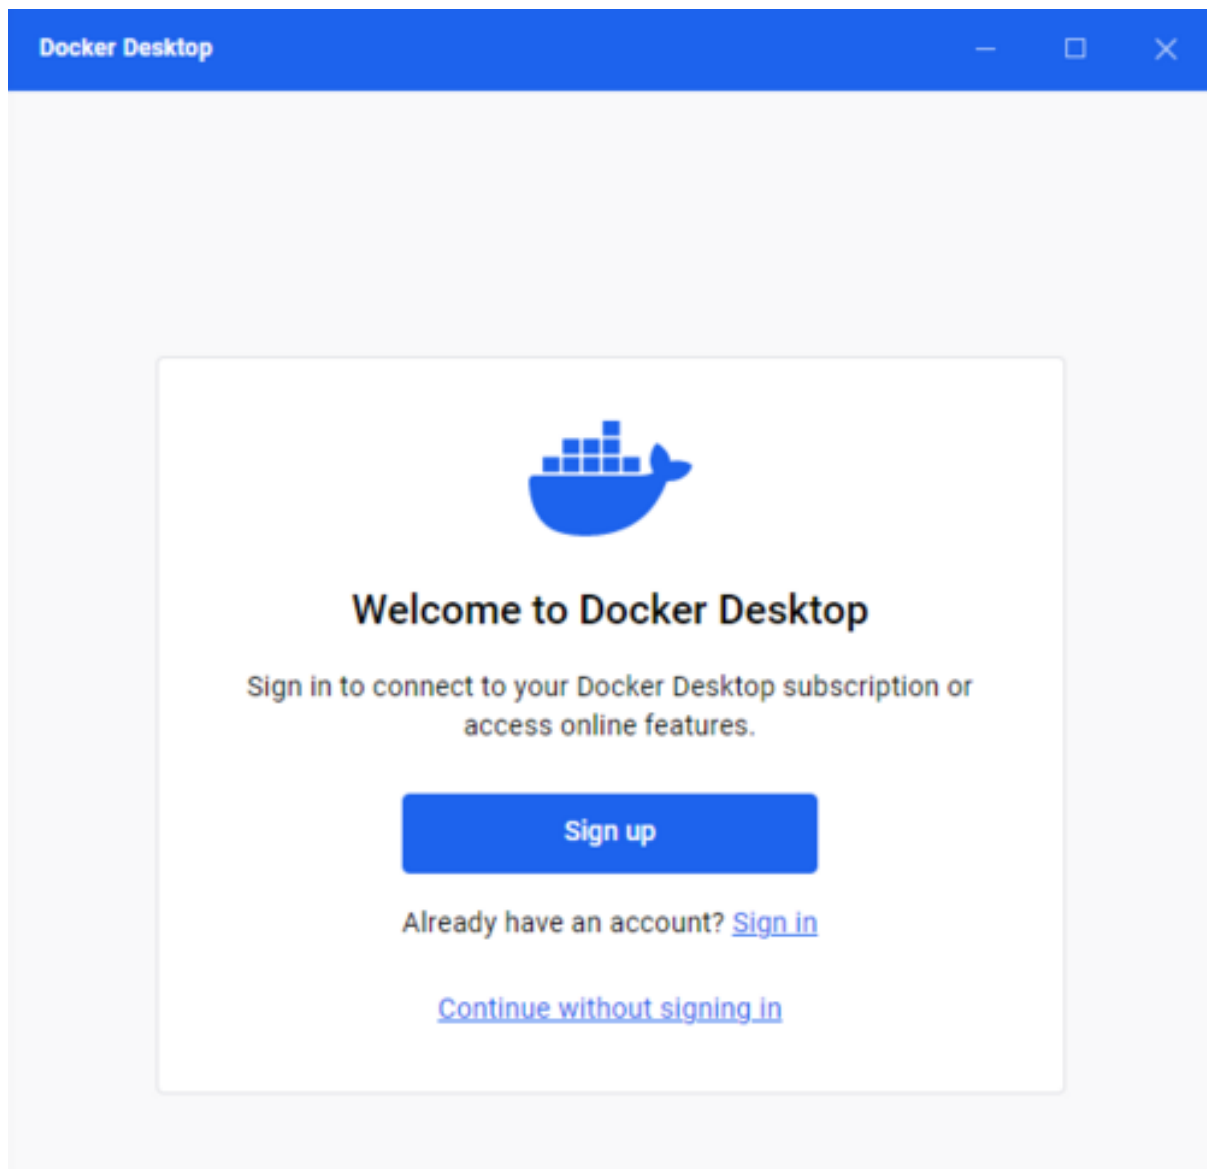 Docker Desktop
Welcome to Docker Desktop
Sign in to connect to your Docker Desktop subscription or
access online features.
Sign up
Already have an account? Sign in
Continue without signing in